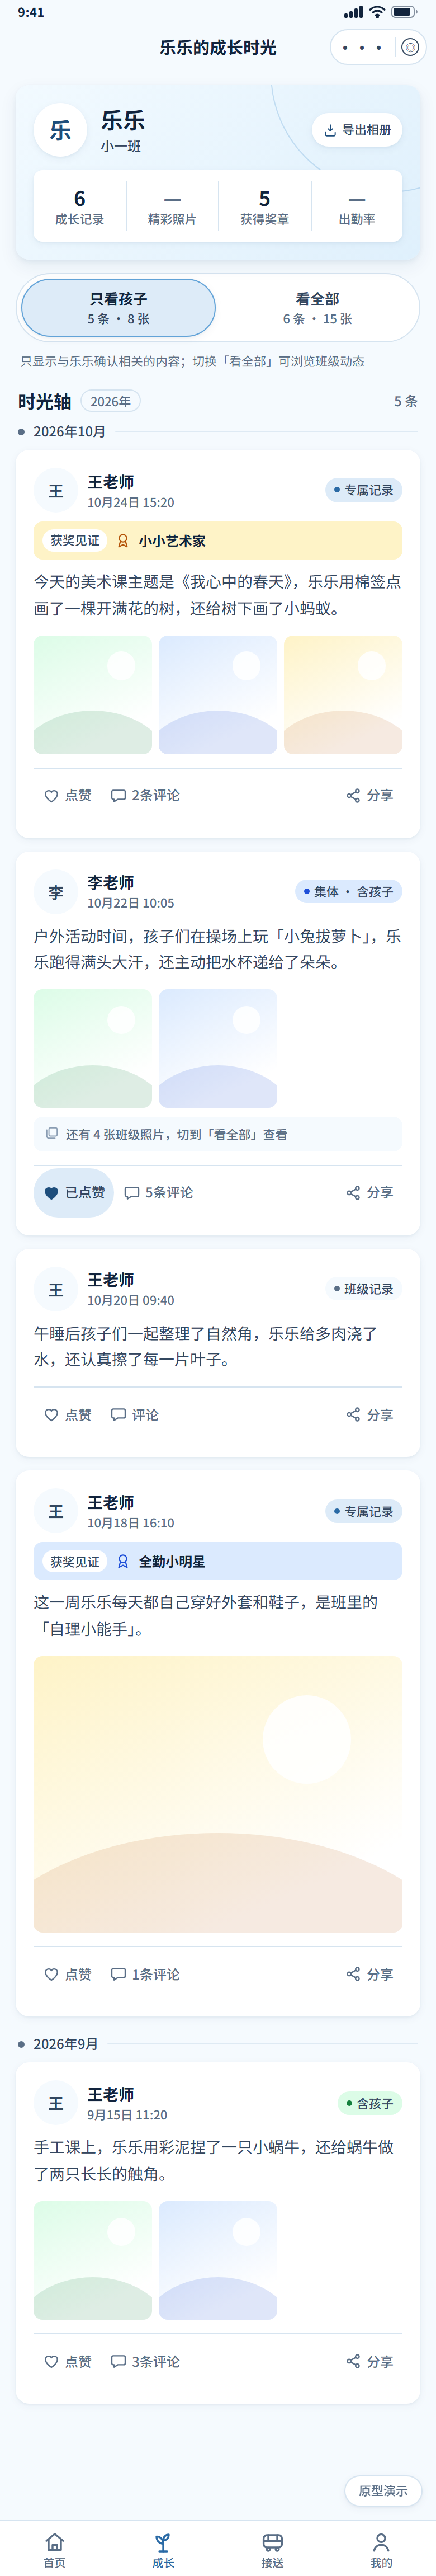 9:41
乐乐的成长时光
乐
乐乐
小一班
导出相册
6
—
5
—
成长记录
精彩照片
获得奖章
出勤率
只看孩子
看全部
5 条 · 8 张
6 条 · 15 张
只显示与乐乐确认相关的内容；切换「看全部」可浏览班级动态
时光轴
2026年
5 条
2026年10月
王
王老师
10月24日 15:20
专属记录
获奖见证
小小艺术家
今天的美术课主题是《我心中的春天》，乐乐用棉签点
画了一棵开满花的树，还给树下画了小蚂蚁。
点赞
2条评论
分享
李
李老师
10月22日 10:05
集体 · 含孩子
户外活动时间，孩子们在操场上玩「小兔拔萝卜」，乐
乐跑得满头大汗，还主动把水杯递给了朵朵。
还有 4 张班级照片，切到「看全部」查看
已点赞
5条评论
分享
王
王老师
10月20日 09:40
班级记录
午睡后孩子们一起整理了自然角，乐乐给多肉浇了
水，还认真擦了每一片叶子。
点赞
评论
分享
王
王老师
10月18日 16:10
专属记录
获奖见证
全勤小明星
这一周乐乐每天都自己穿好外套和鞋子，是班里的
「自理小能手」。
点赞
1条评论
分享
2026年9月
王
王老师
9月15日 11:20
含孩子
手工课上，乐乐用彩泥捏了一只小蜗牛，还给蜗牛做
了两只长长的触角。
点赞
3条评论
分享
原型演示
首页
成长
接送
我的